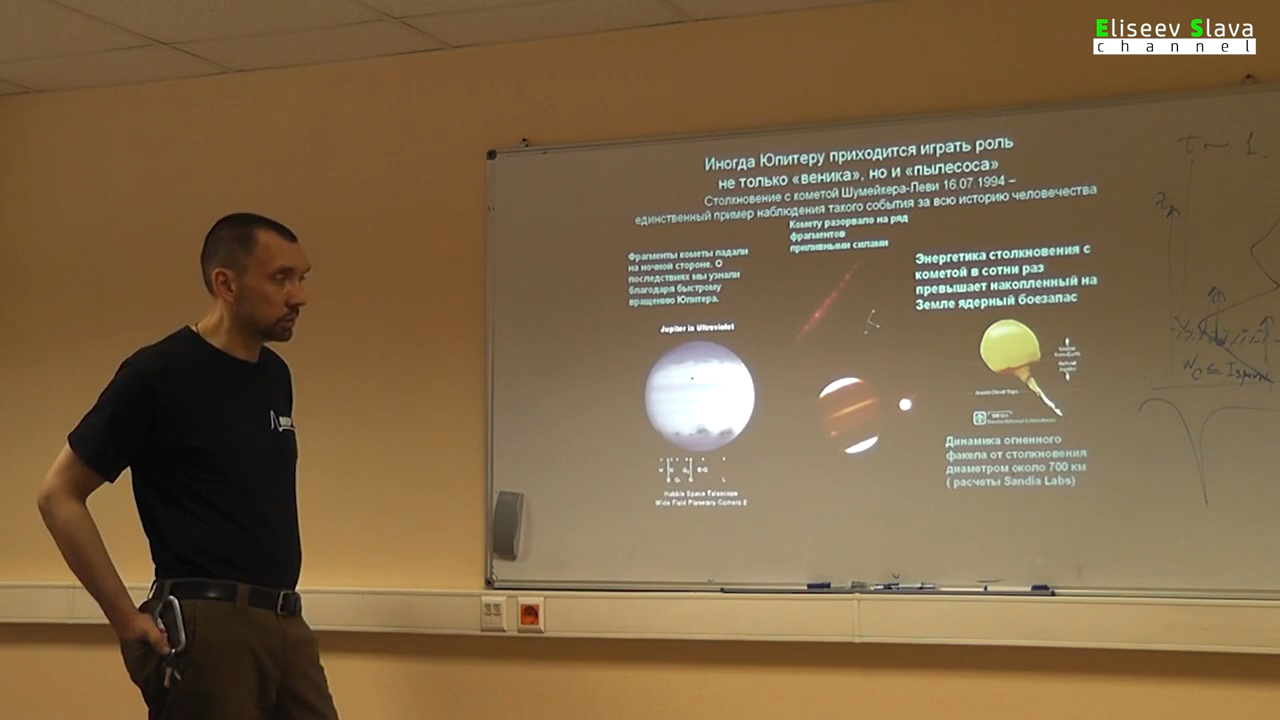 Eliseev Slava
channel
Иногда Юпитеру приходится играть роль
не только «веника», но и «пылесоса»
Столкновение с кометой Шумейкера-Леви 16.07 1994 –
единственный пример наблюдения такого события за всю историю человечества
Комету разорвало на ряд
фрагментов
приливными силами
Фрагменты кометы падали
на ночной стороне. О
последствиях мы узнали
благодаря быстрому
вращению Юпитера.
Энергетика столкновения с
кометой в сотни раз
превышает накопленный на
Земле ядерный боезапас
Jupiter in Ultraviolet
Hubble Space Telescope
Wide Field Planetary Camera 2
Динамика огненного
факела от столкновения
диаметром около 700 км
( расчеты Sandia Labs)
t ~ 1